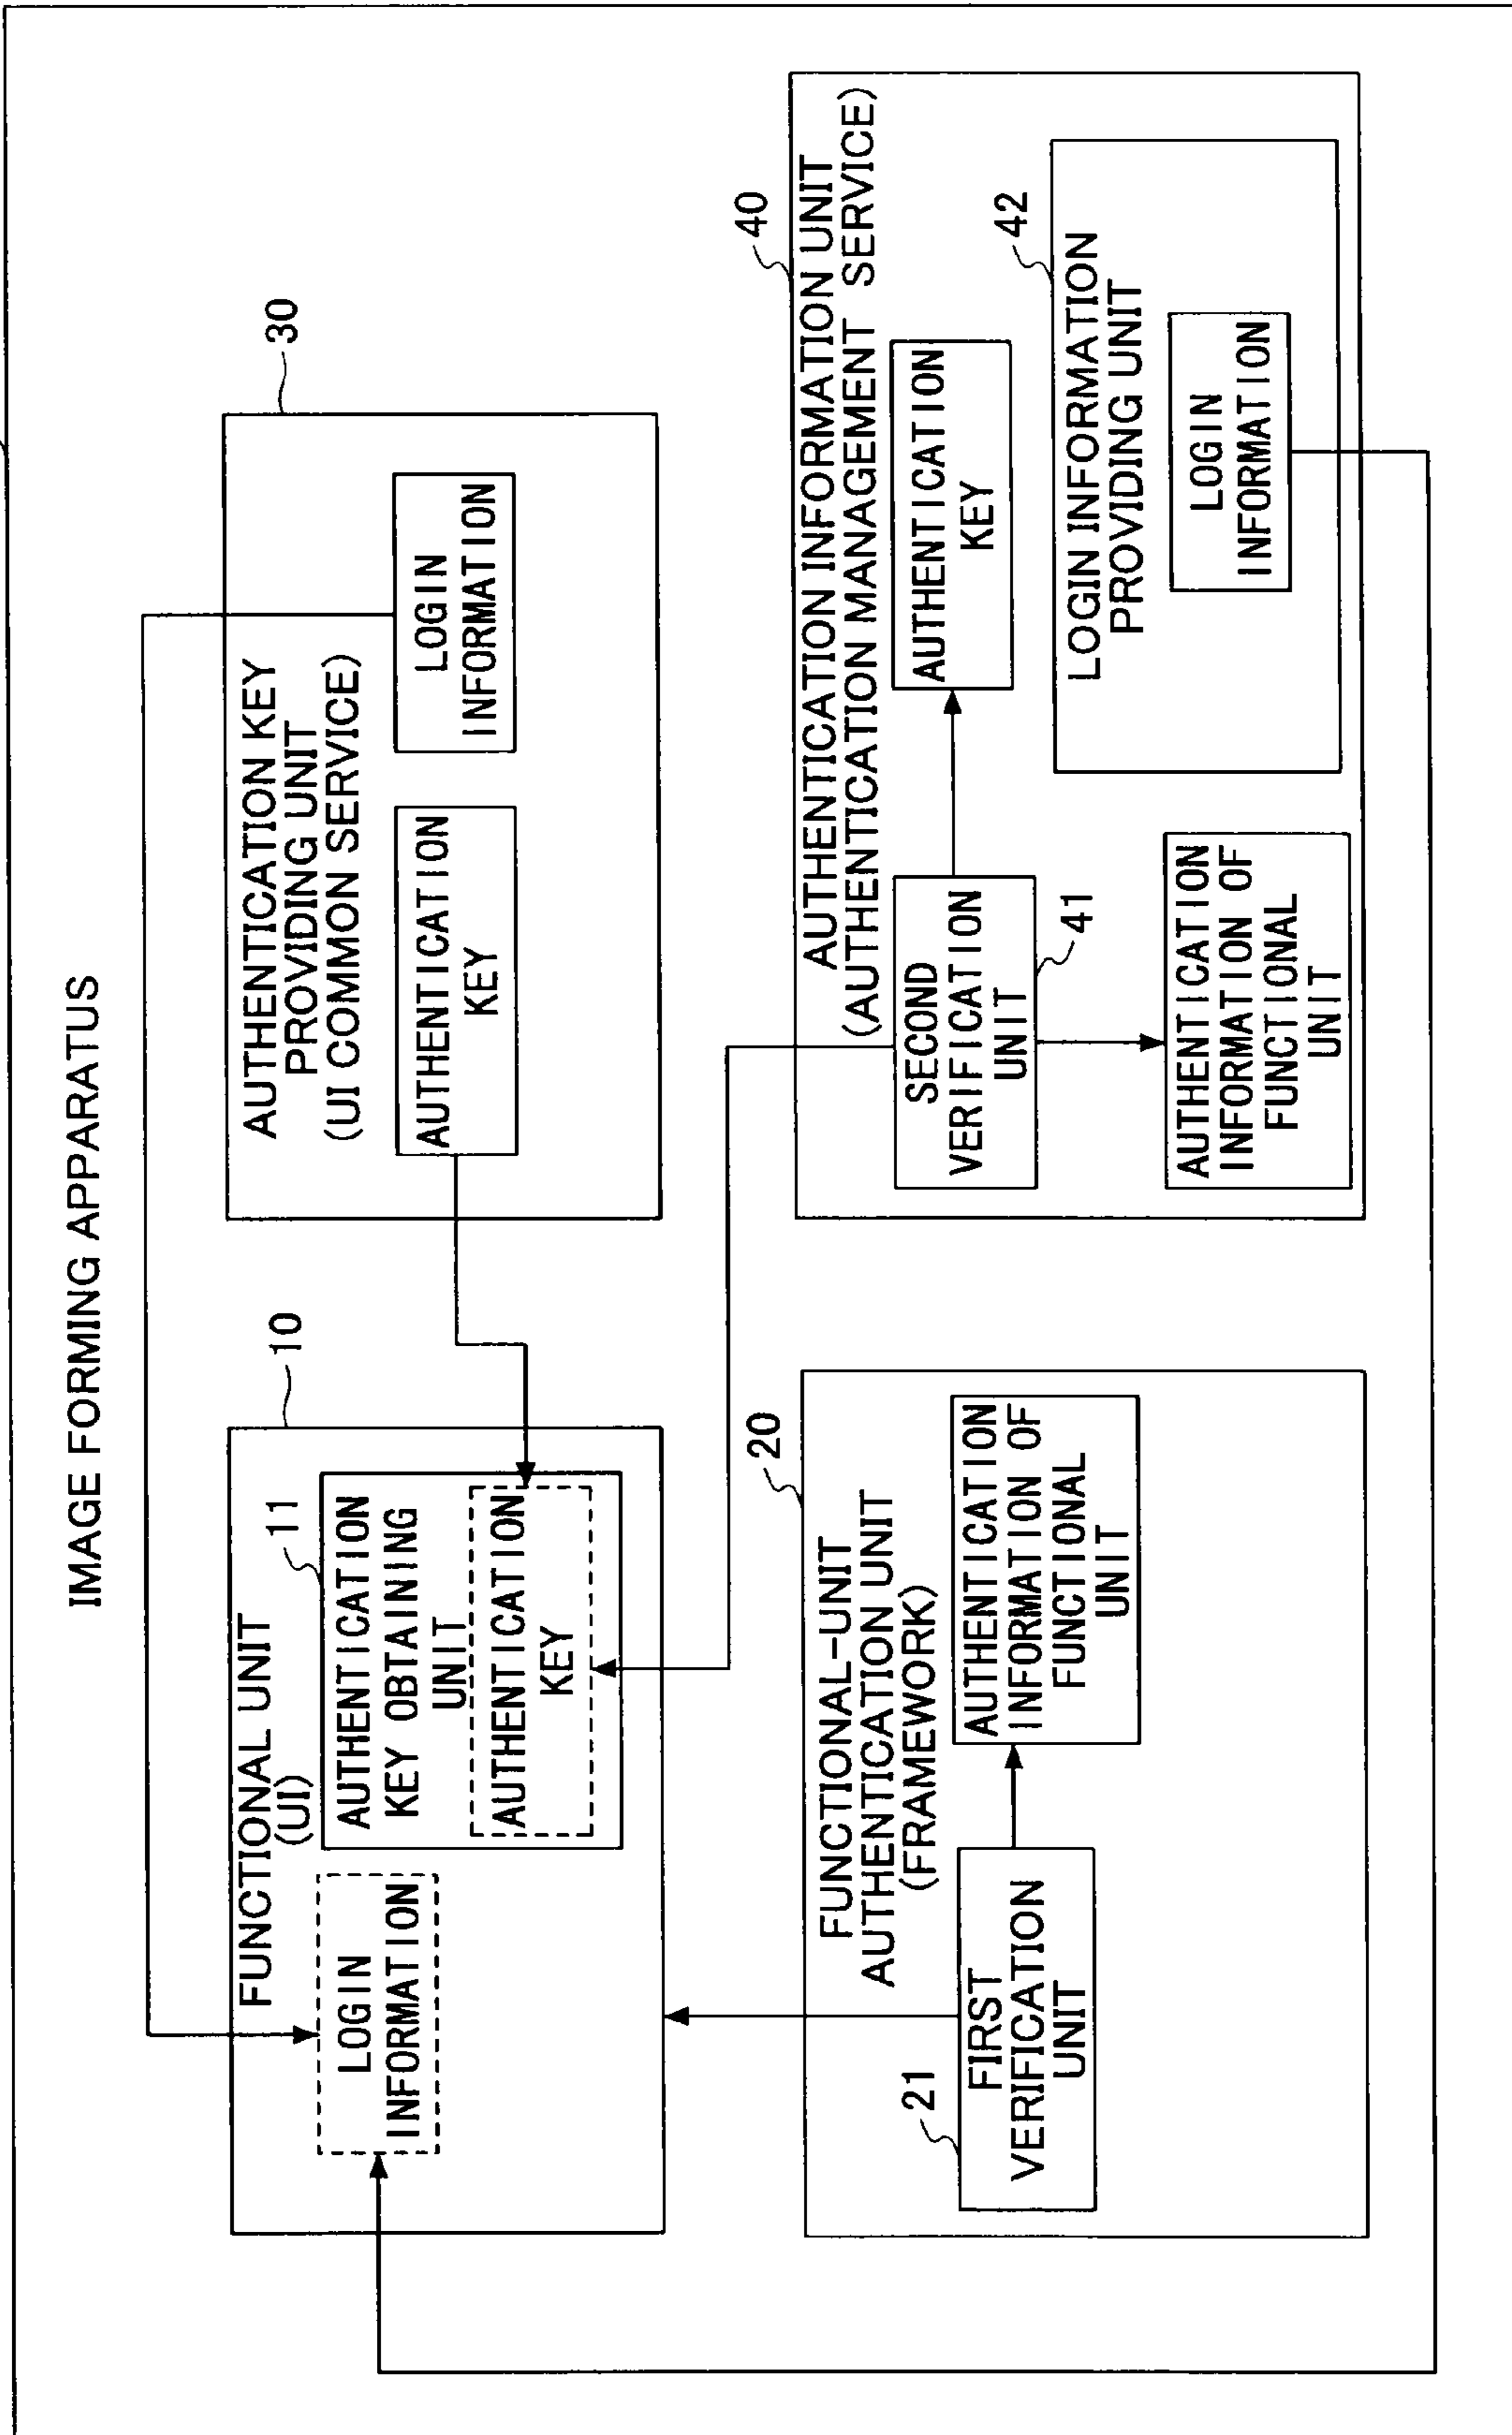 IMAGE FORMING APPARATUS
10
FUNCTIONAL UNIT
(UI)
11
LOGIN
INFORMATION
AUTHENTICATION
KEY OBTAINING
UNIT
AUTHENTICATION
KEY
30
AUTHENTICATION KEY
PROVIDING UNIT
(UI COMMON SERVICE)
AUTHENTICATION
KEY
LOGIN
INFORMATION
20
FUNCTIONAL-UNIT
AUTHENTICATION UNIT
(FRAMEWORK)
21
FIRST
VERIFICATION
UNIT
AUTHENTICATION
INFORMATION OF
FUNCTIONAL
UNIT
40
AUTHENTICATION INFORMATION UNIT
(AUTHENTICATION MANAGEMENT SERVICE)
SECOND
VERIFICATION
UNIT
41
AUTHENTICATION
KEY
AUTHENTICATION
INFORMATION OF
FUNCTIONAL
UNIT
42
LOGIN INFORMATION
PROVIDING UNIT
LOGIN
INFORMATION